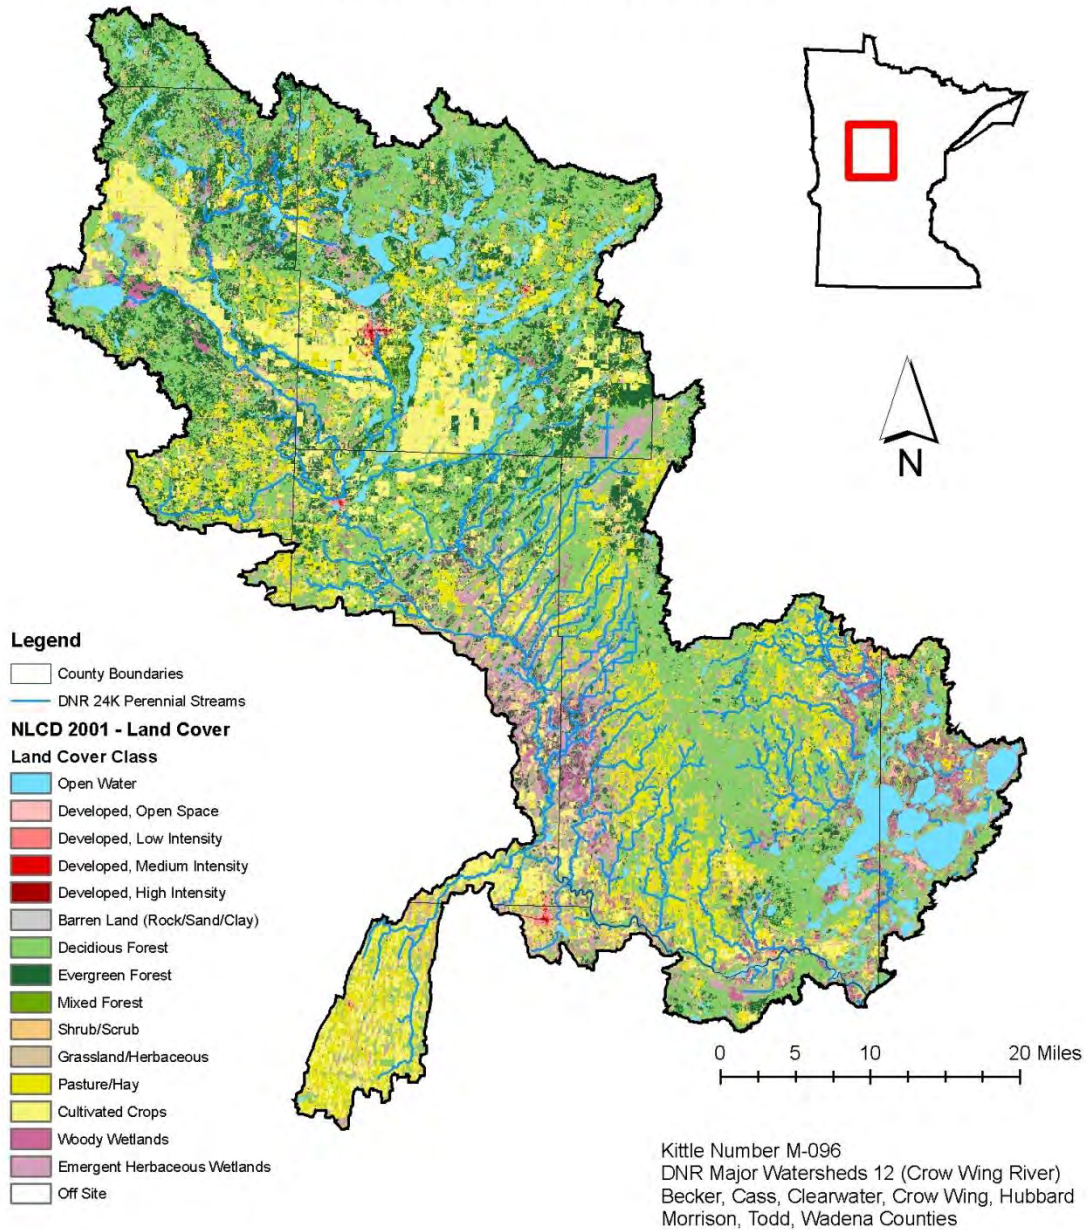 N
Legend
County Boundaries
DNR 24K Perennial Streams
NLCD 2001 - Land Cover
Land Cover Class
Open Water
Developed, Open Space
Developed, Low Intensity
Developed, Medium Intensity
Developed, High Intensity
Barren Land (Rock/Sand/Clay)
Decidious Forest
Evergreen Forest
Mixed Forest
Shrub/Scrub
Grassland/Herbaceous
Pasture/Hay
Cultivated Crops
Woody Wetlands
Emergent Herbaceous Wetlands
Off Site
0 5 10 20 Miles
Kittle Number M-096
DNR Major Watersheds 12 (Crow Wing River)
Becker, Cass, Clearwater, Crow Wing, Hubbard
Morrison, Todd, Wadena Counties